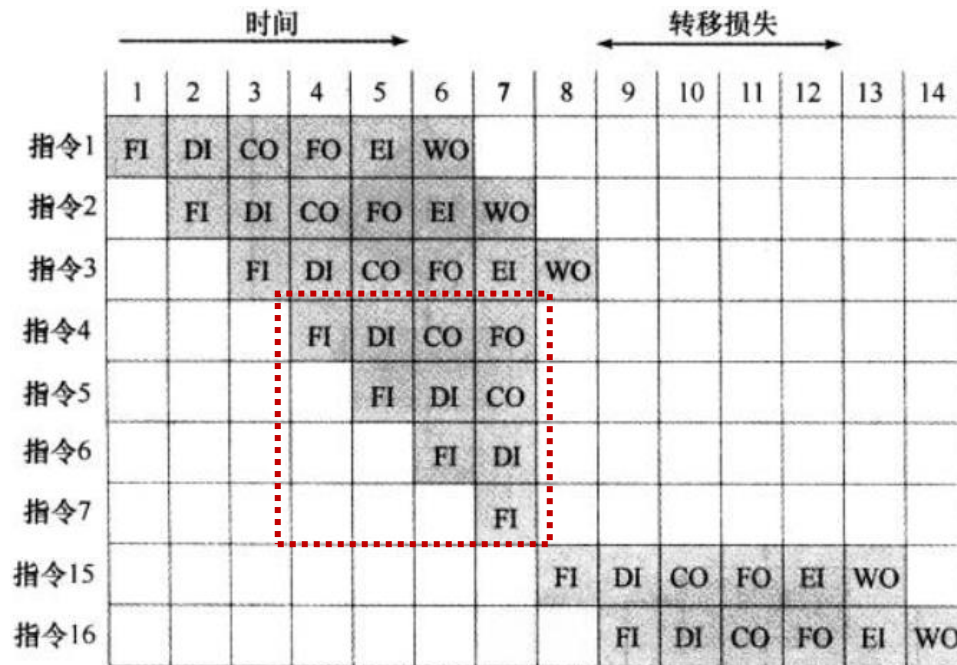 时间 转移损失
1 2 3 4 5 6 7 8 9 10 11 12 13 14
指令1 FI DI CO FO EI WO
指令2 FI DI CO FO EI WO
指令3 FI DI CO FO EI WO
指令4 FI DI CO FO
指令5 FI DI CO
指令6 FI DI
指令7 FI
指令15 FI DI CO FO EI WO
指令16 FI DI CO FO EI WO